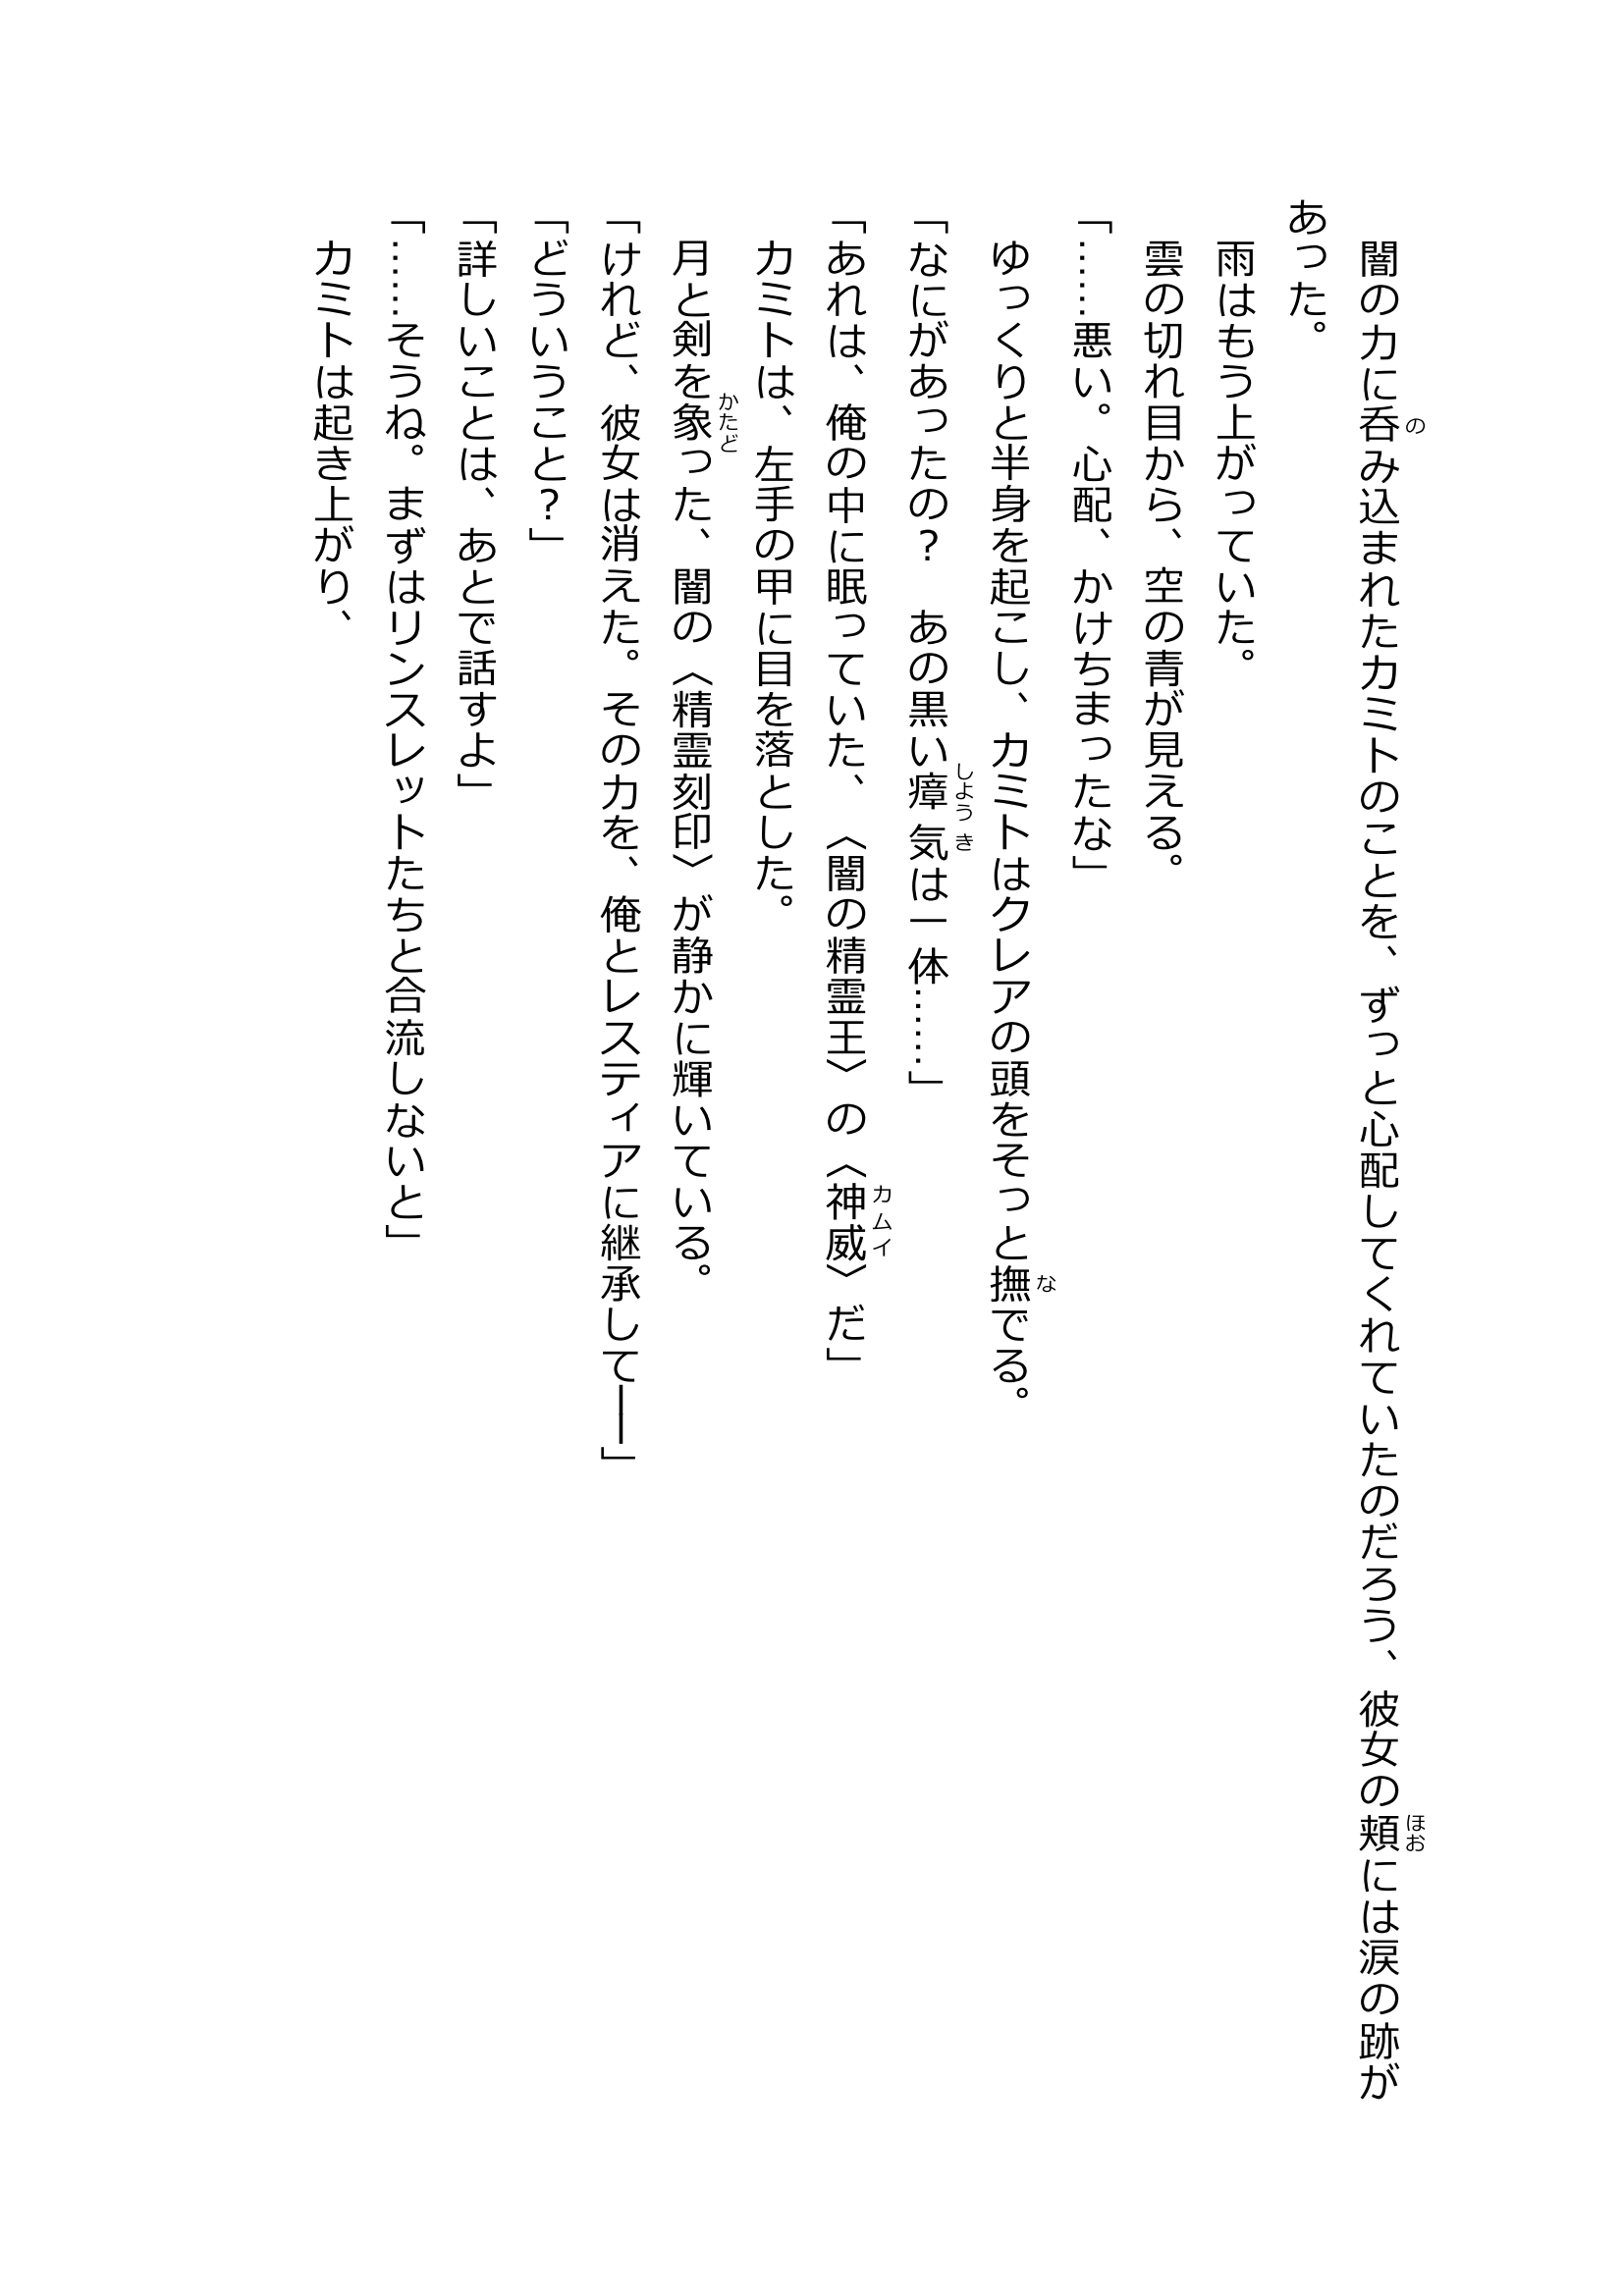 闇の力に呑み込まれたカミトのことを、ずっと心配してくれていたのだろう、彼女の頬には涙の跡が
あった。
雨はもう上がっていた。
雲の切れ目から、空の青が見える。
「……悪い。心配、かけちまったな」
ゆっくりと半身を起こし、カミトはクレアの頭をそっと撫でる。
「なにがあったの？　あの黒い瘴気は一体……」
「あれは、俺の中に眠っていた、〈闇の精霊王〉の〈神威〉だ」
カミトは、左手の甲に目を落とした。
月と剣を象った、闇の〈精霊刻印〉が静かに輝いている。
「けれど、彼女は消えた。その力を、俺とレスティアに継承して──」
「どういうこと？」
「詳しいことは、あとで話すよ」
「……そうね。まずはリンスレットたちと合流しないと」
カミトは起き上がり、